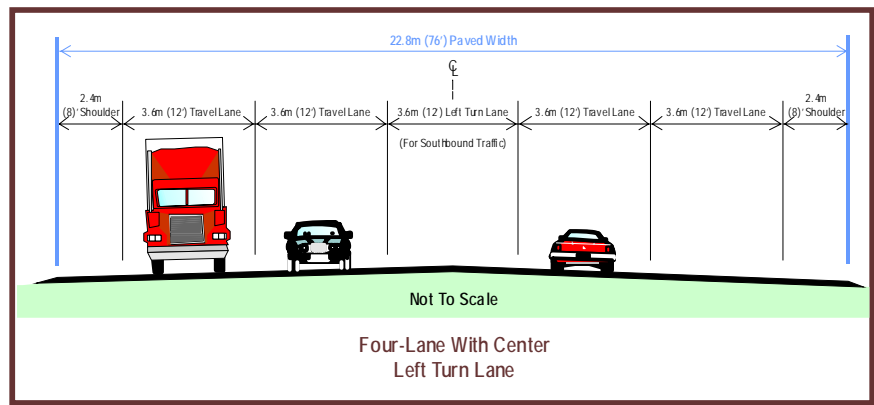 22.8m (76') Paved Width
℄
2.4m
(8)' Shoulder
3.6m (12') Travel Lane
3.6m (12') Travel Lane
3.6m (12') Left Turn Lane
3.6m (12') Travel Lane
3.6m (12') Travel Lane
2.4m
(8)' Shoulder
(For Southbound Traffic)
Not To Scale
Four-Lane With Center
Left Turn Lane